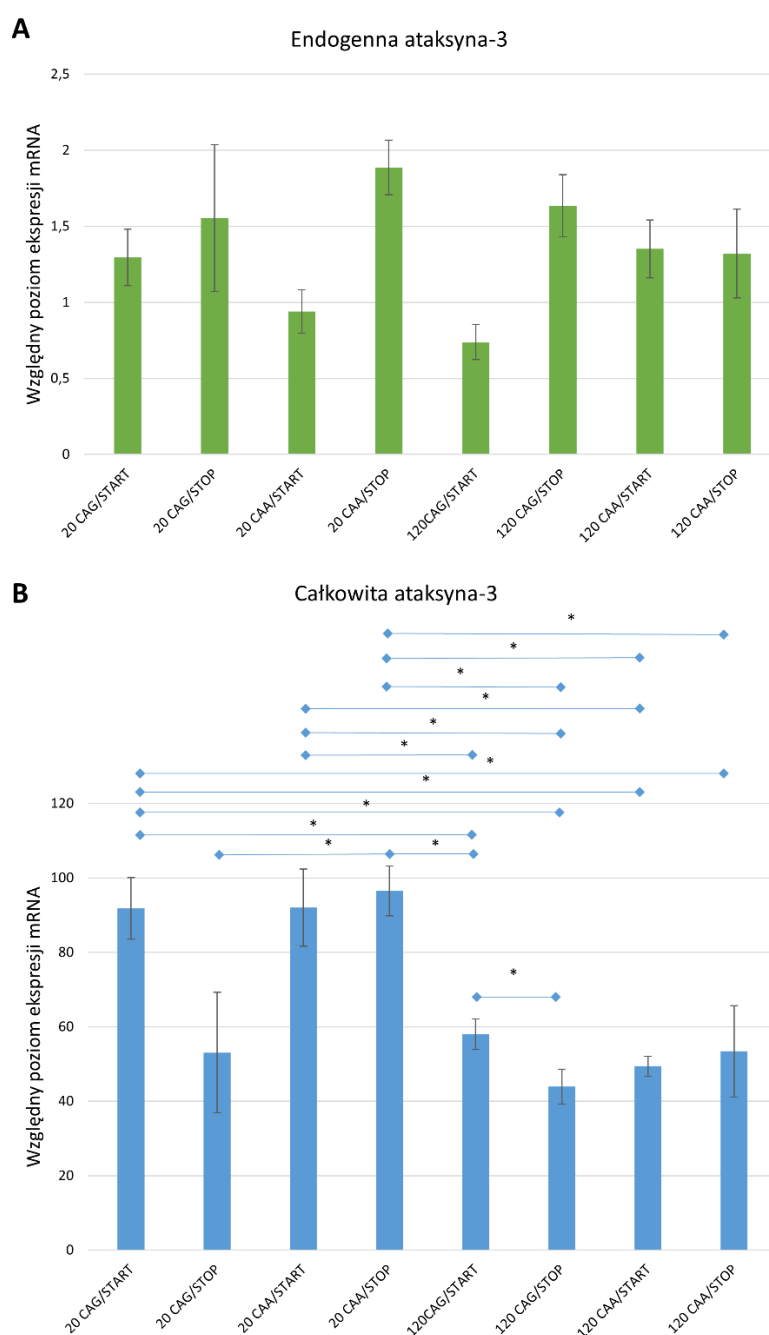 A
Endogenna ataksyna-3
Względny poziom ekspresji mRNA
2,5
2
1,5
1
0,5
0
20 CAG/START
20 CAG/STOP
20 CAA/START
20 CAA/STOP
120CAG/START
120 CAG/STOP
120 CAA/START
120 CAA/STOP
B
Całkowita ataksyna-3
*
*
*
*
*
*
*
*
*
*
*
*
*
Względny poziom ekspresji mRNA
120
100
80
60
40
20
0
20 CAG/START
20 CAG/STOP
20 CAA/START
20 CAA/STOP
120CAG/START
120 CAG/STOP
120 CAA/START
120 CAA/STOP